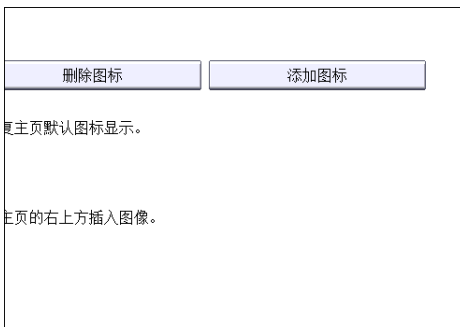 删除图标 添加图标
复主页默认图标显示。
主页的右上方插入图像。